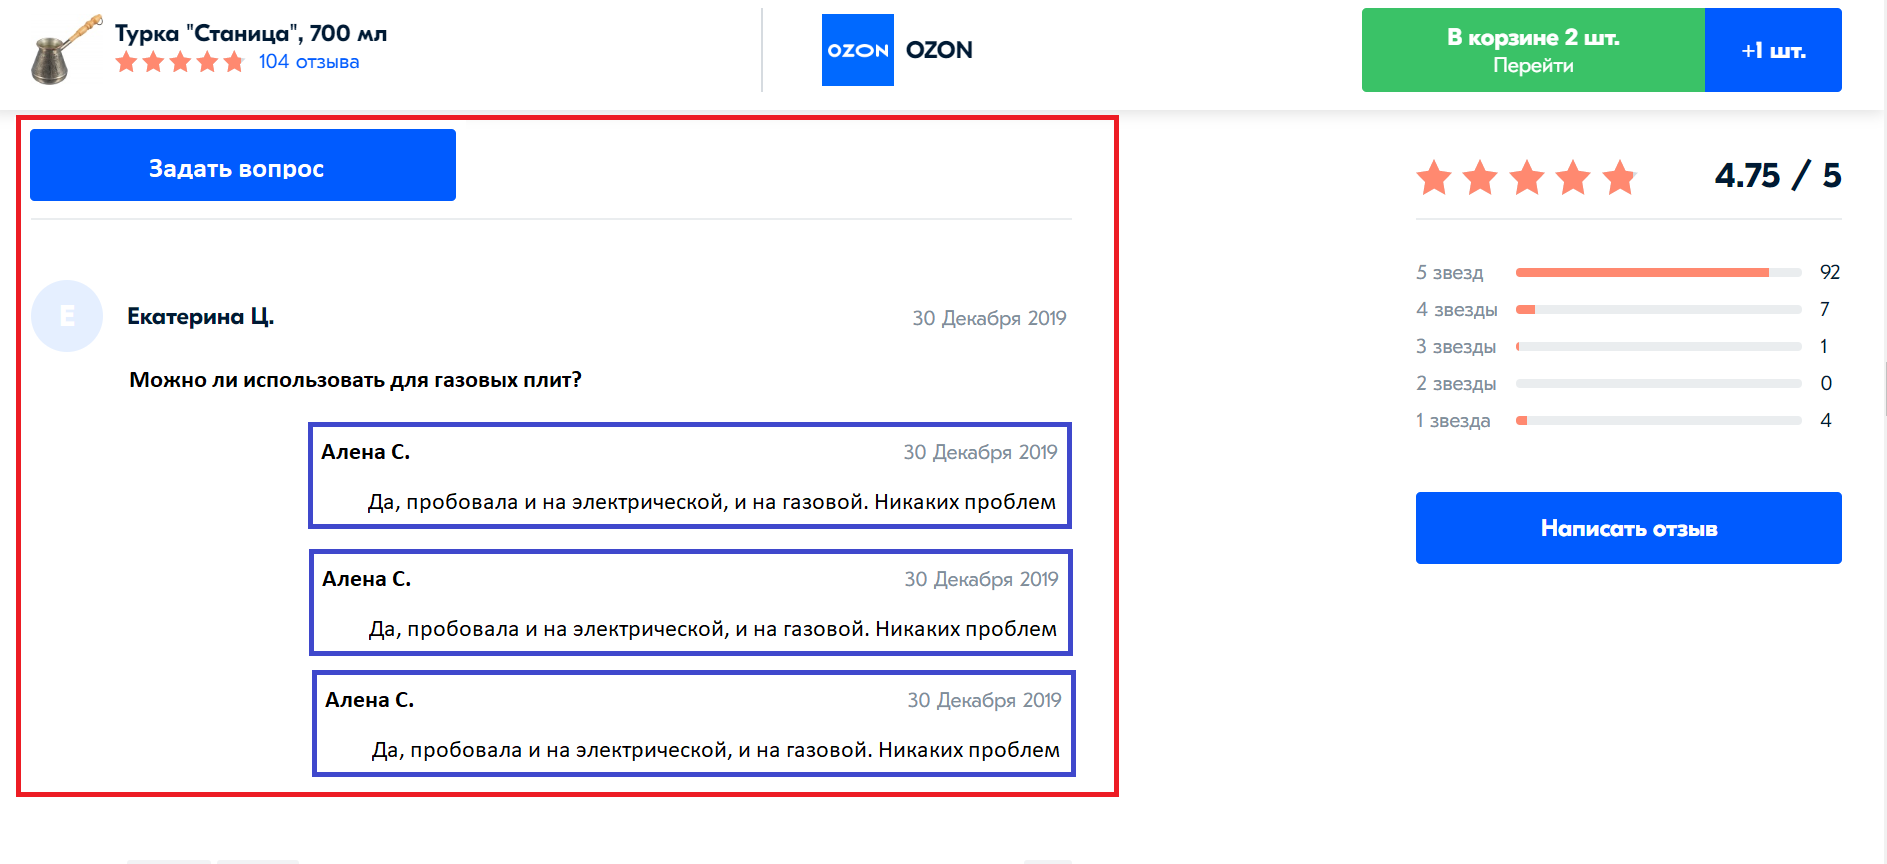 Турка "Станица", 700 мл
104 отзыва
OZON
OZON
В корзине 2 шт.
Перейти
+1 шт.
Задать вопрос
Е
Екатерина Ц.
30 Декабря 2019
Можно ли использовать для газовых плит?
Алена С.
30 Декабря 2019
Да, пробовала и на электрической, и на газовой. Никаких проблем
Алена С.
30 Декабря 2019
Да, пробовала и на электрической, и на газовой. Никаких проблем
Алена С.
30 Декабря 2019
Да, пробовала и на электрической, и на газовой. Никаких проблем
4.75 / 5
5 звезд 92
4 звезды 7
3 звезды 1
2 звезды 0
1 звезда 4
Написать отзыв